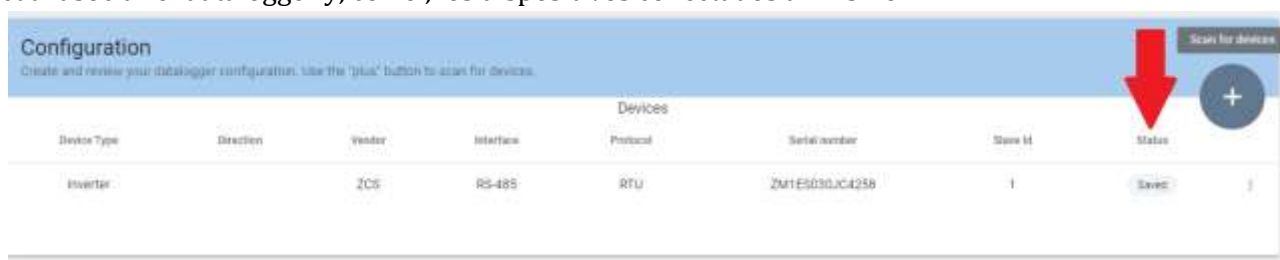 Configuration
Create and review your datalogger configuration. Use the "plus" button to scan for devices.
Scan for devices
+
Devices
Device Type Direction Vendor Interface Protocol Serial number Slave Id Status
Inverter ZCS RS-485 RTU ZM1ES030JC4258 1 Saved